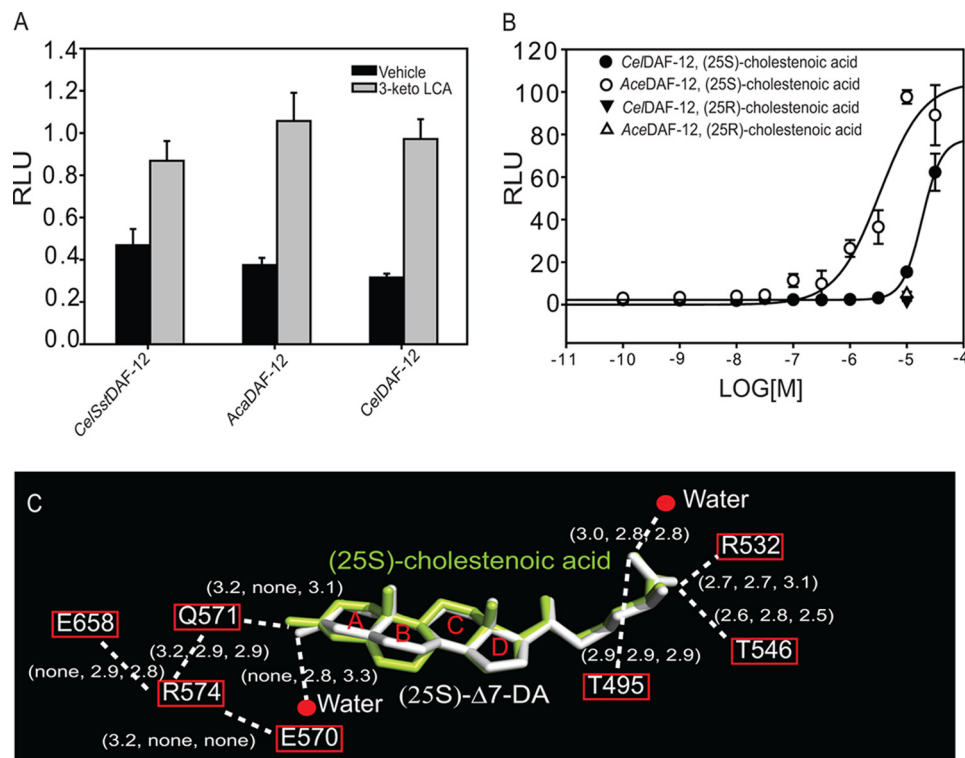 A
RLU
1.4
1.2
1.0
0.8
0.6
0.4
0.2
0.0
Vehicle
3-keto LCA
Cel/SstDAF-12
AcaDAF-12
CelDAF-12
B
RLU
120
100
80
60
40
20
0
CelDAF-12, (25S)-cholestenoic acid
AceDAF-12, (25S)-cholestenoic acid
CelDAF-12, (25R)-cholestenoic acid
AceDAF-12, (25R)-cholestenoic acid
-11 -10 -9 -8 -7 -6 -5 -4
LOG[M]
C
Water
(3.0, 2.8, 2.8)
R532
(25S)-cholestenoic acid
(2.7, 2.7, 3.1)
(3.2, none, 3.1)
Q571
E658
A B C D
(2.6, 2.8, 2.5)
T546
(3.2, 2.9, 2.9)
(none, 2.9, 2.8)
(none, 2.8, 3.3)
(2.9, 2.9, 2.9)
R574
T495
(25S)-Δ7-DA
Water
(3.2, none, none)
E570